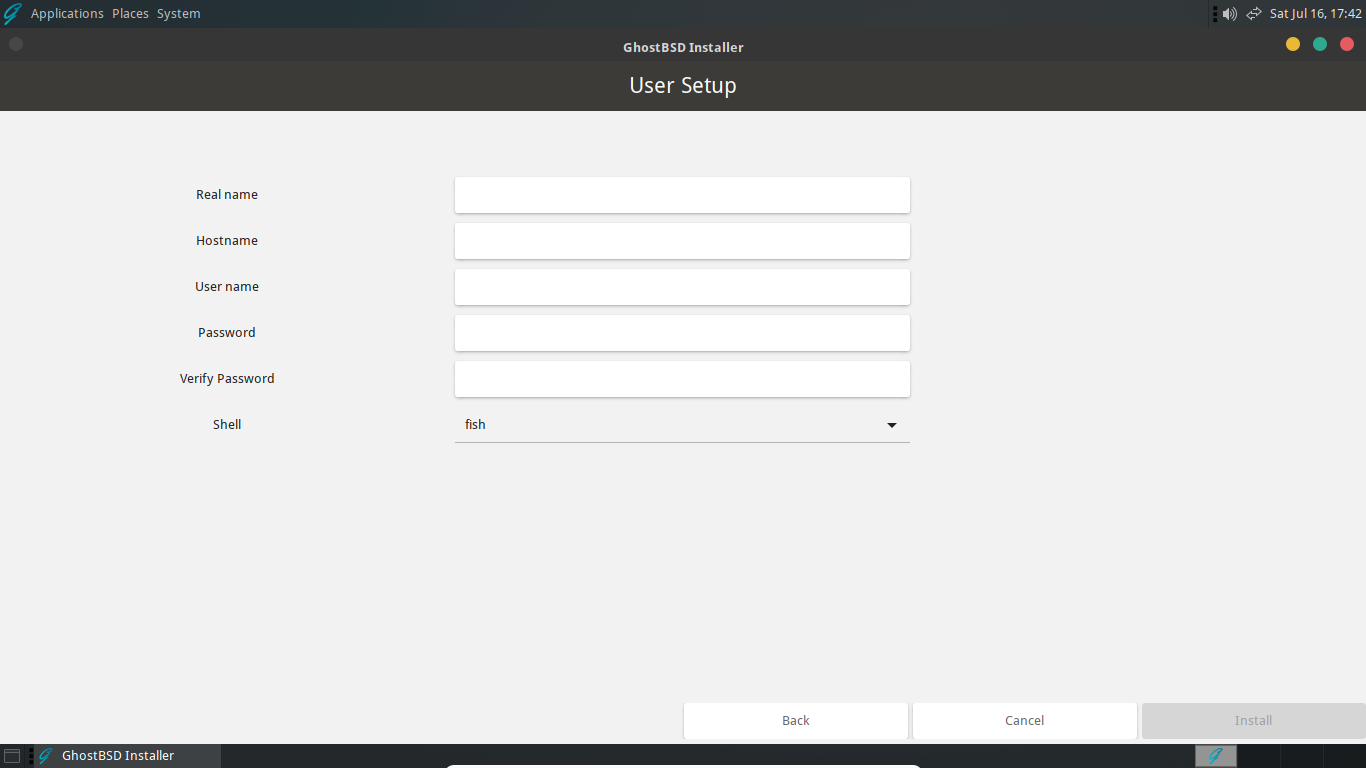 Applications Places System
Sat Jul 16, 17:42
GhostBSD Installer
User Setup
Real name
Hostname
User name
Password
Verify Password
Shell
fish
Back
Cancel
Install
GhostBSD Installer